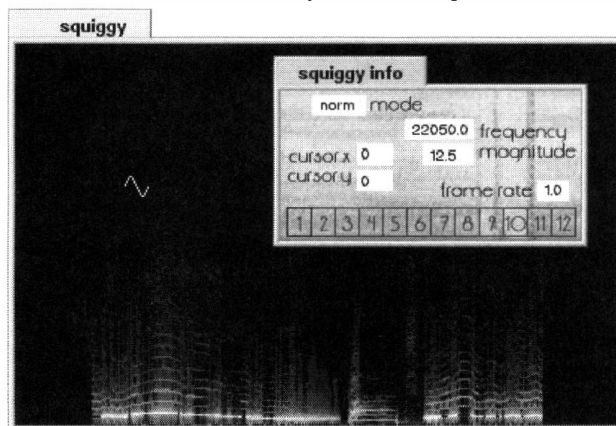 squiggy
squiggy info
norm mode
22050.0 frequency
cursor.x 0 12.5 magnitude
cursor.y 0
frame rate 1.0
1 2 3 4 5 6 7 8 9 10 11 12